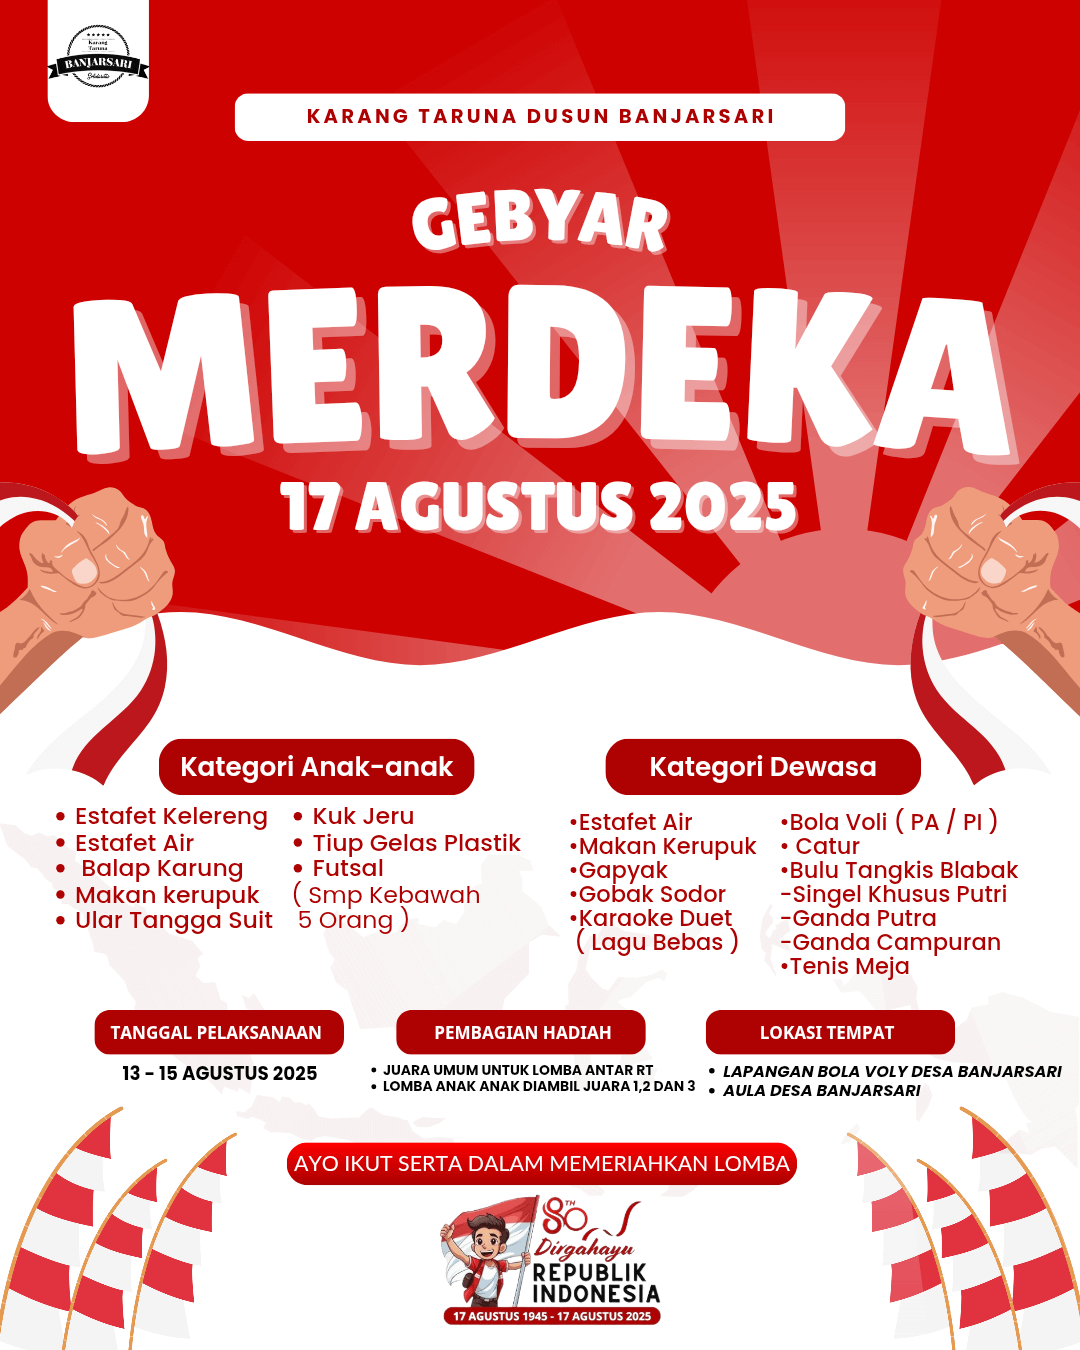 Karang
Taruna
BANJARSARI
Solidaritas
KARANG TARUNA DUSUN BANJARSARI
GEBYAR
MERDEKA
17 AGUSTUS 2025
Kategori Anak-anak
• Estafet Kelereng
• Estafet Air
• Balap Karung
• Makan kerupuk
• Ular Tangga Suit
• Kuk Jeru
• Tiup Gelas Plastik
• Futsal
( Smp Kebawah
5 Orang )
Kategori Dewasa
•Estafet Air
•Makan Kerupuk
•Gapyak
•Gobak Sodor
•Karaoke Duet
( Lagu Bebas )
•Bola Voli ( PA / PI )
• Catur
•Bulu Tangkis Blabak
-Singel Khusus Putri
-Ganda Putra
-Ganda Campuran
•Tenis Meja
TANGGAL PELAKSANAAN
13 - 15 AGUSTUS 2025
PEMBAGIAN HADIAH
• JUARA UMUM UNTUK LOMBA ANTAR RT
• LOMBA ANAK ANAK DIAMBIL JUARA 1,2 DAN 3
LOKASI TEMPAT
• LAPANGAN BOLA VOLY DESA BANJARSARI
• AULA DESA BANJARSARI
AYO IKUT SERTA DALAM MEMERIAHKAN LOMBA
80TH
Dirgahayu
REPUBLIK
INDONESIA
17 AGUSTUS 1945 - 17 AGUSTUS 2025